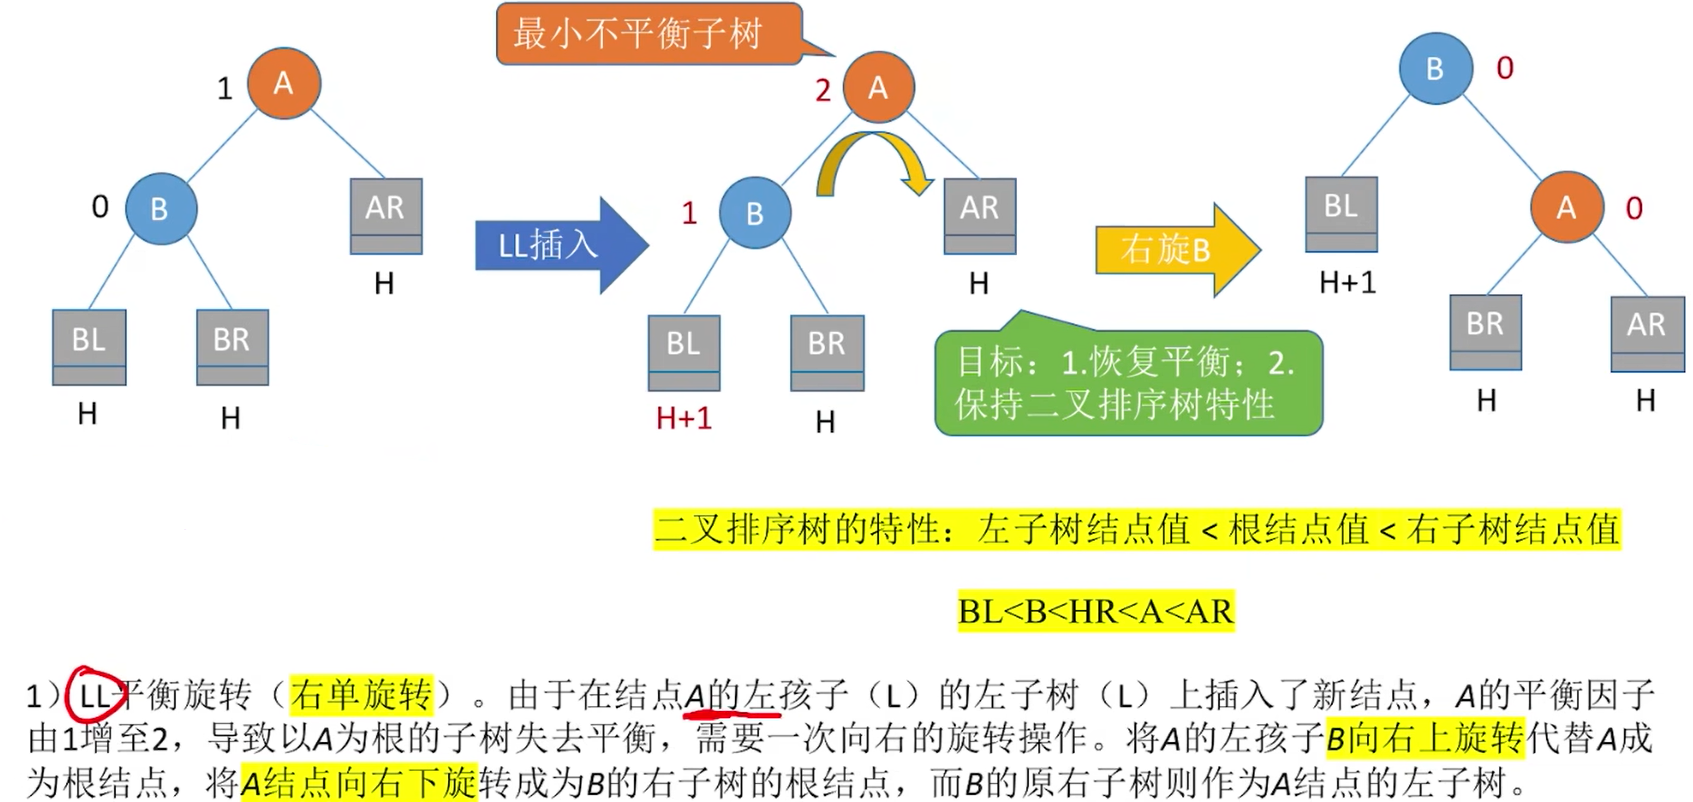 最小不平衡子树
1
A
0
B
AR
H
BL
BR
H
H
LL插入
2
A
1
B
AR
H
BL
BR
H+1
H
右旋B
目标：1.恢复平衡；2.
保持二叉排序树特性
B
0
BL
H+1
A
0
BR
AR
H
H
二叉排序树的特性：左子树结点值 < 根结点值 < 右子树结点值
BL<B<HR<A<AR
1）LL平衡旋转（右单旋转）。由于在结点A的左孩子（L）的左子树（L）上插入了新结点，A的平衡因子
由1增至2，导致以A为根的子树失去平衡，需要一次向右的旋转操作。将A的左孩子B向右上旋转代替A成
为根结点，将A结点向右下旋转成为B的右子树的根结点，而B的原右子树则作为A结点的左子树。